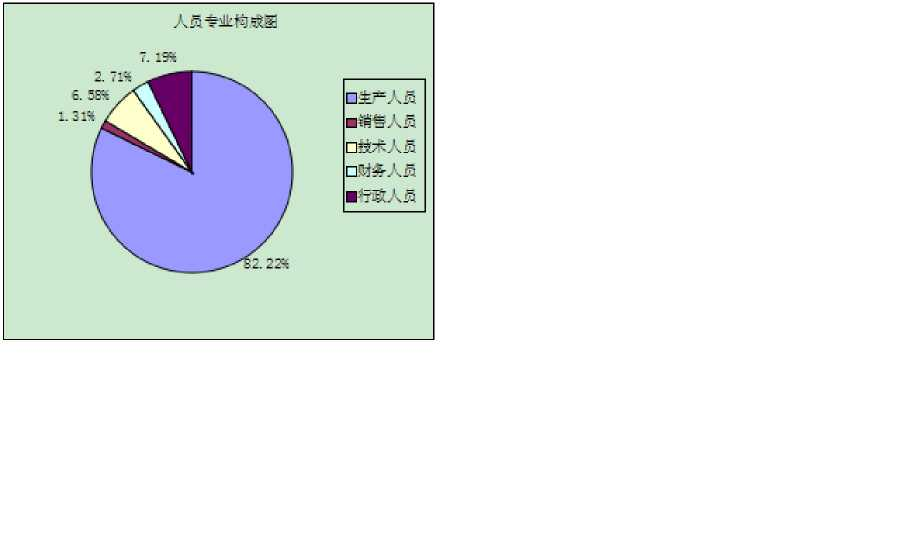 人员专业构成图
7.19%
2.71%
6.58%
1.31%
82.22%
生产人员
销售人员
技术人员
财务人员
行政人员